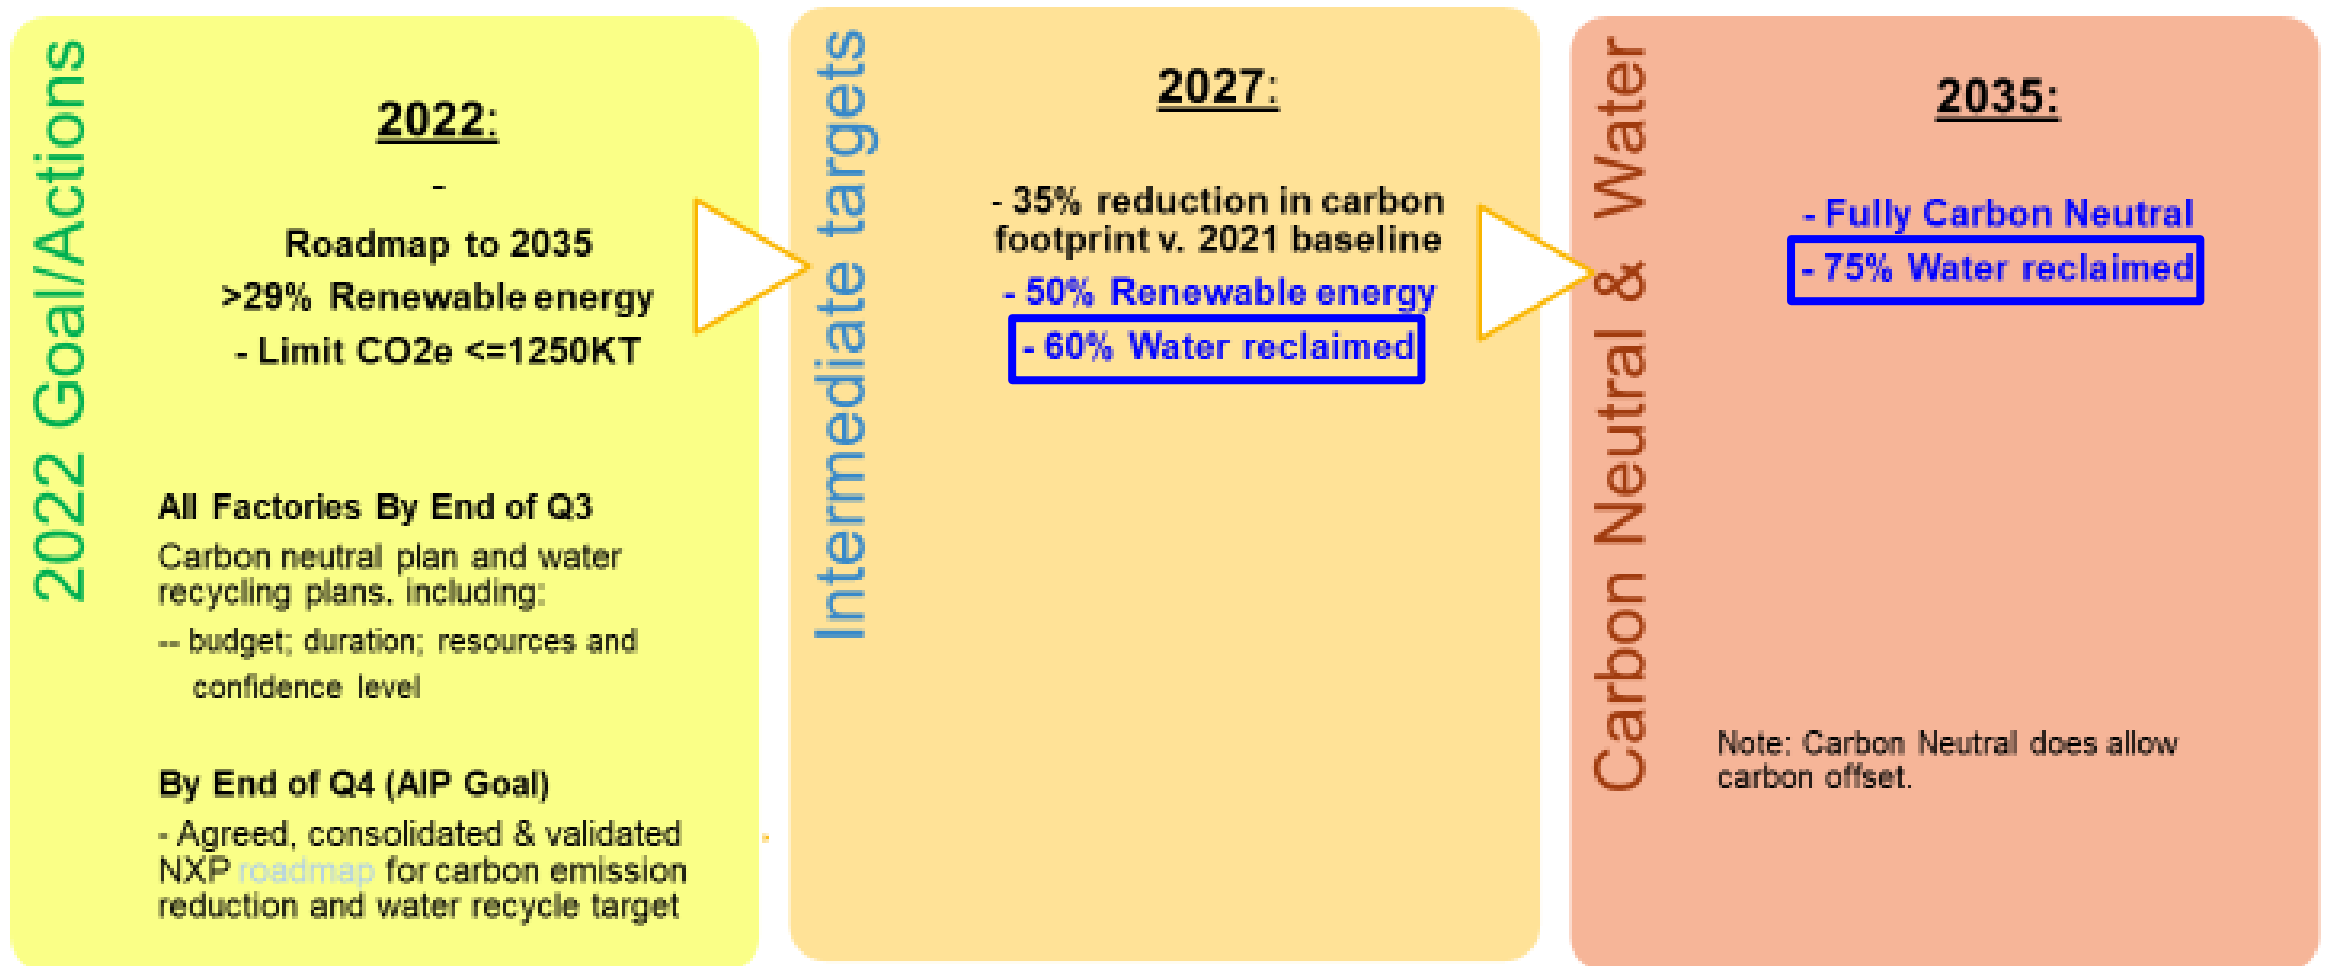 2022 Goal/Actions
2022:
-
Roadmap to 2035
>29% Renewable energy
- Limit CO2e <=1250KT
All Factories By End of Q3
Carbon neutral plan and water
recycling plans. including:
-- budget; duration; resources and
confidence level
By End of Q4 (AIP Goal)
- Agreed, consolidated & validated
NXP roadmap for carbon emission
reduction and water recycle target
Intermediate targets
2027:
- 35% reduction in carbon
footprint v. 2021 baseline
- 50% Renewable energy
- 60% Water reclaimed
Carbon Neutral & Water
2035:
- Fully Carbon Neutral
- 75% Water reclaimed
Note: Carbon Neutral does allow
carbon offset.